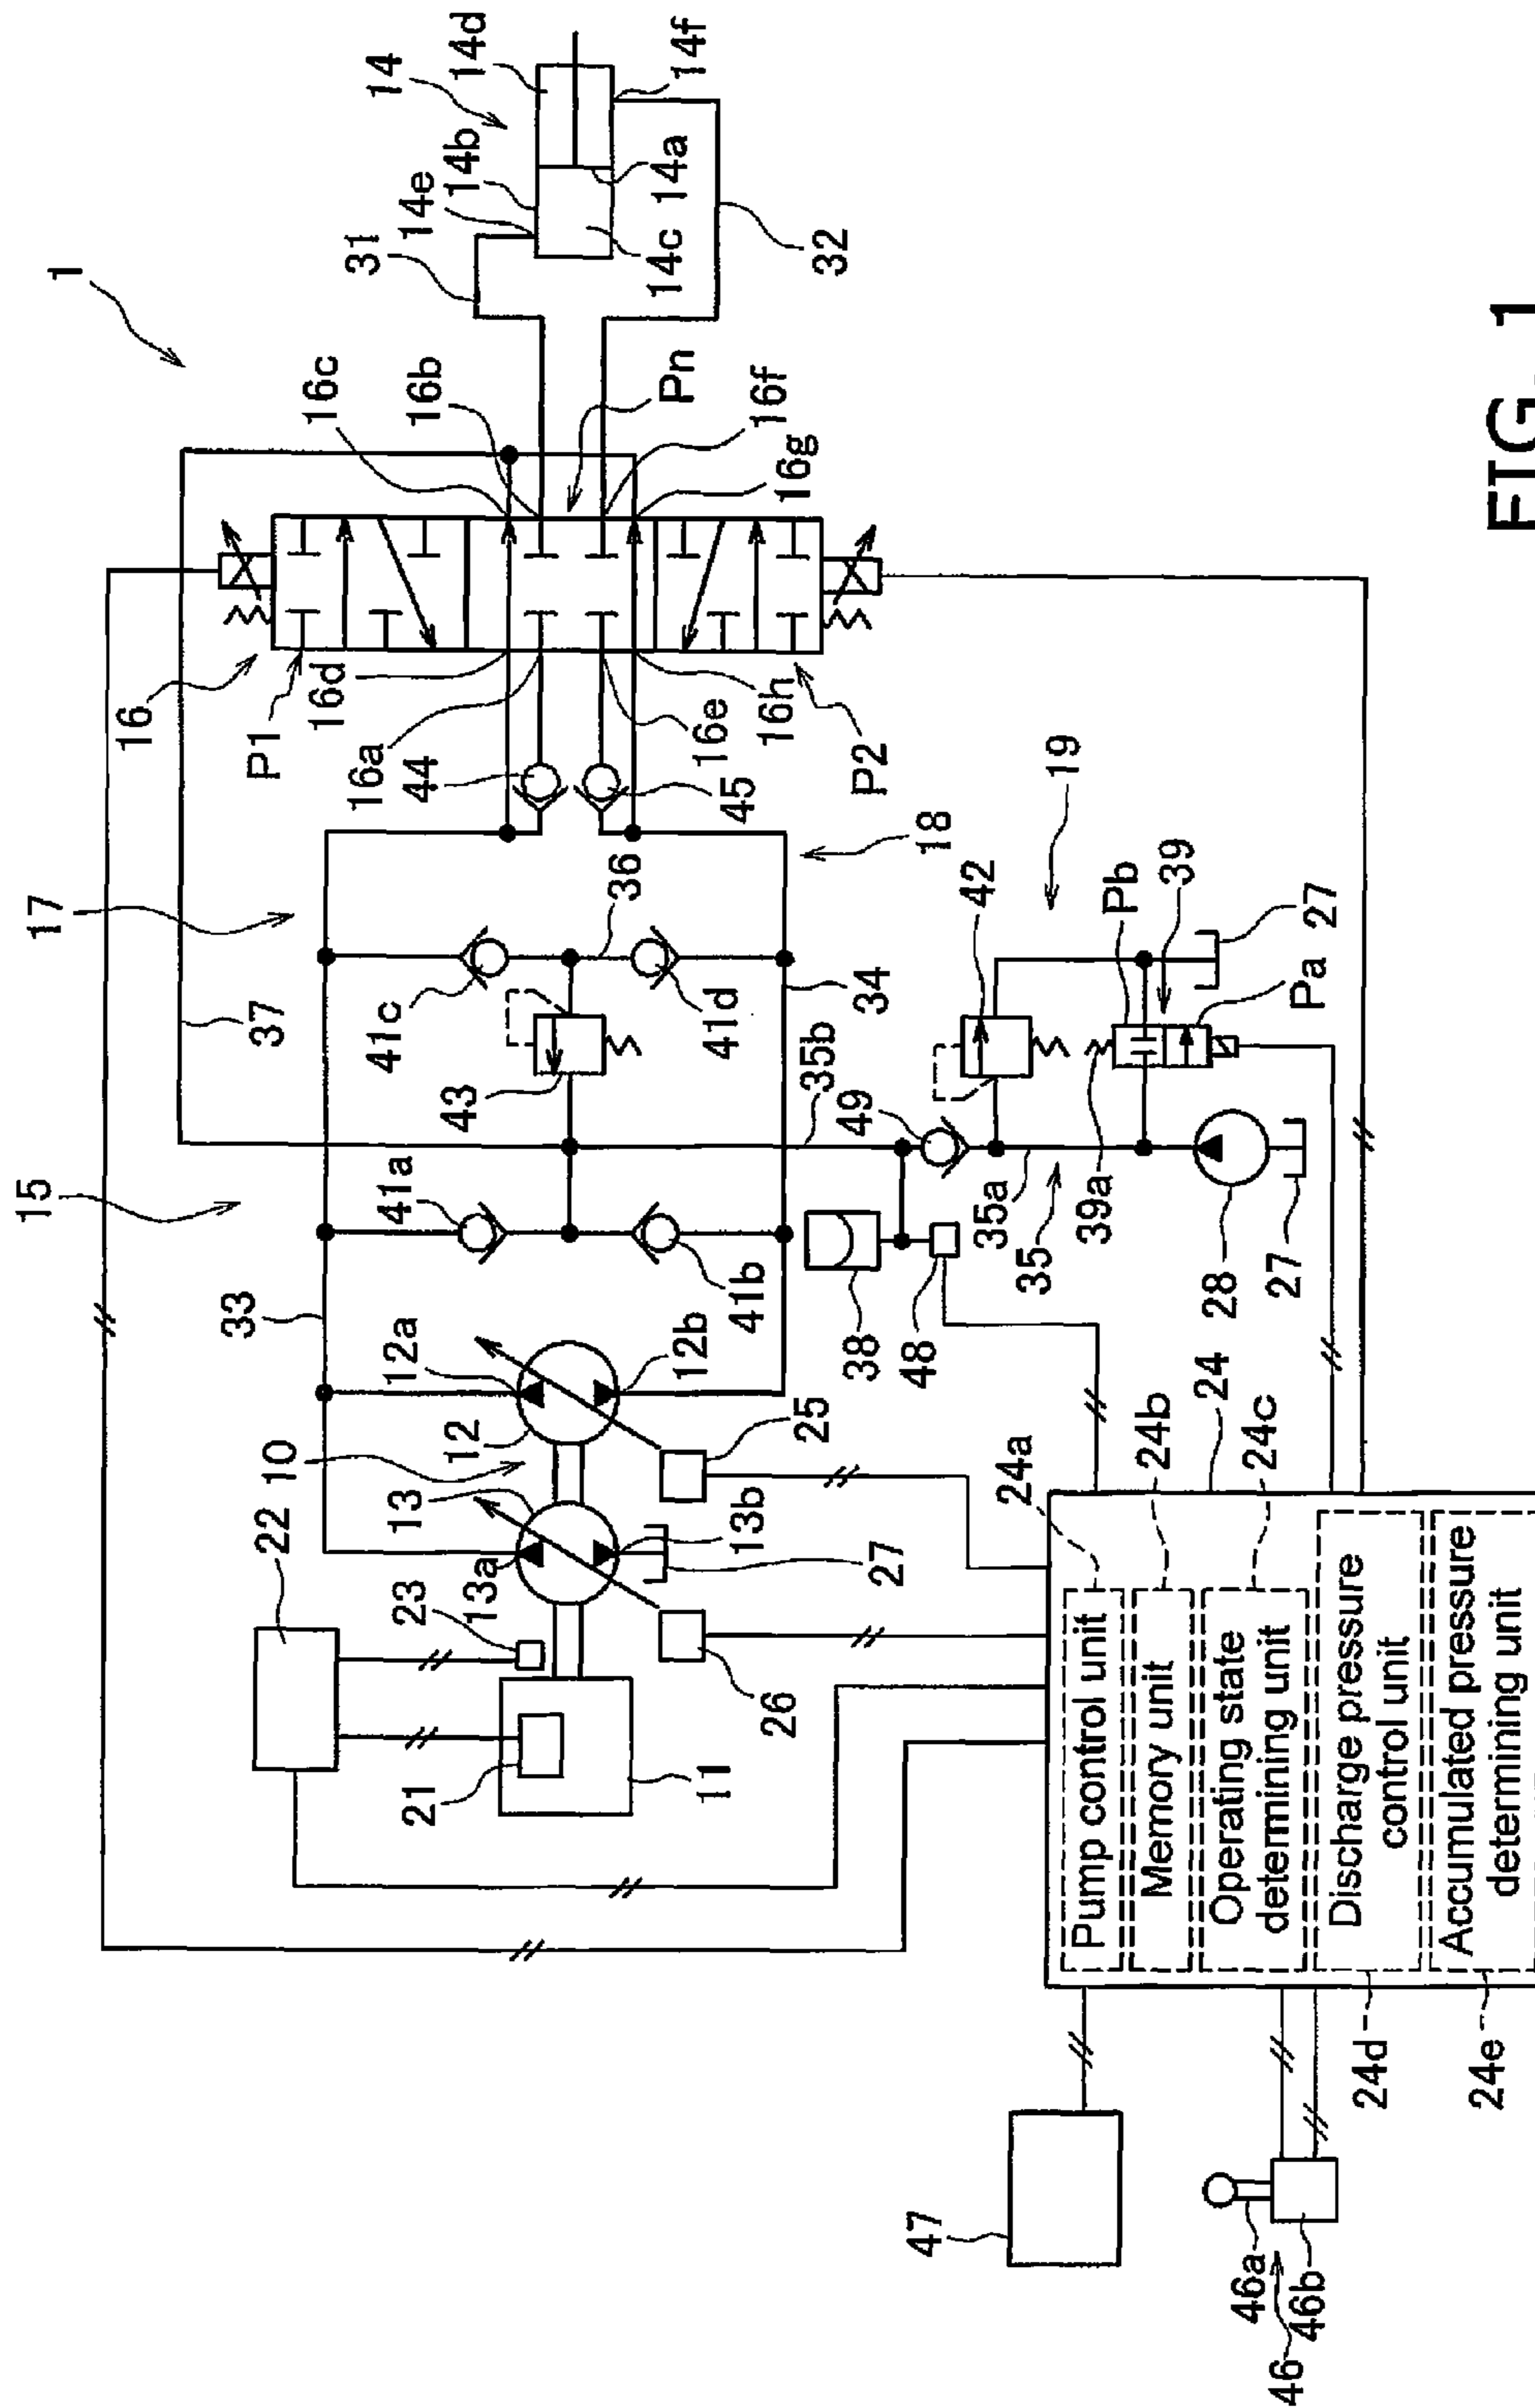 1
14
14d
14b
14e
31
14f
14a
14c
32
16c
16b
Pn
16f
16g
16
P1
16d
16a
44
16e
16h
45
P2
17
37
36
18
19
41c
41d
34
42
Pb
39
27
Pa
43
35b
49
15
41a
41b
35a
35
39a
28
27
33
12a
12b
38
48
10
12
25
22
13
13a
13b
23
27
26
21
11
24
24a
24b
24c
Pump control unit
Memory unit
Operating state
determining unit
Discharge pressure
control unit
Accumulated pressure
determining unit
24d
24e
47
46a
46b
46
FIG. 1